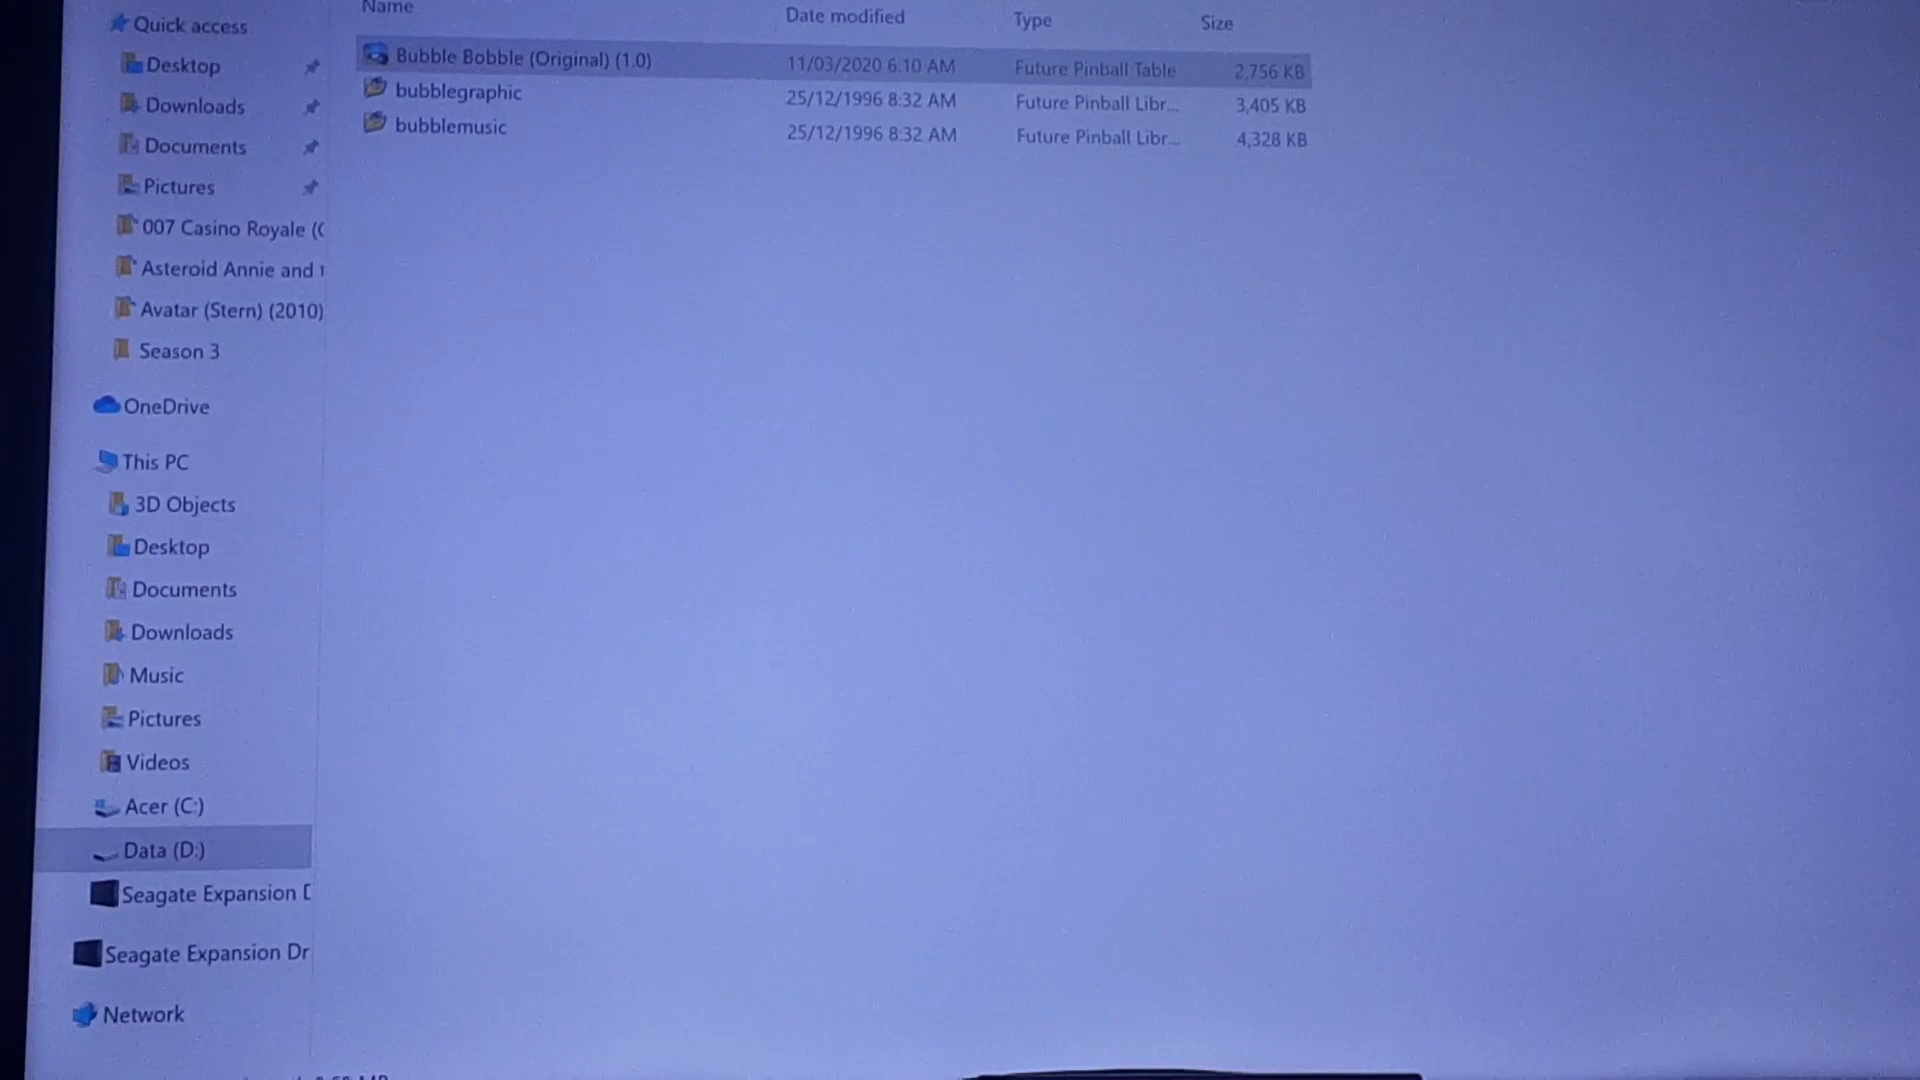 Name Date modified Type Size
Bubble Bobble (Original) (1.0) 11/03/2020 6:10 AM Future Pinball Table 2,756 KB
bubblegraphic 25/12/1996 8:32 AM Future Pinball Libr... 3,405 KB
bubblemusic 25/12/1996 8:32 AM Future Pinball Libr... 4,328 KB
Quick access
Desktop
Downloads
Documents
Pictures
007 Casino Royale (
Asteroid Annie and
Avatar (Stern) (2010)
Season 3
OneDrive
This PC
3D Objects
Desktop
Documents
Downloads
Music
Pictures
Videos
Acer (C:)
Data (D:)
Seagate Expansion D
Seagate Expansion Dr
Network